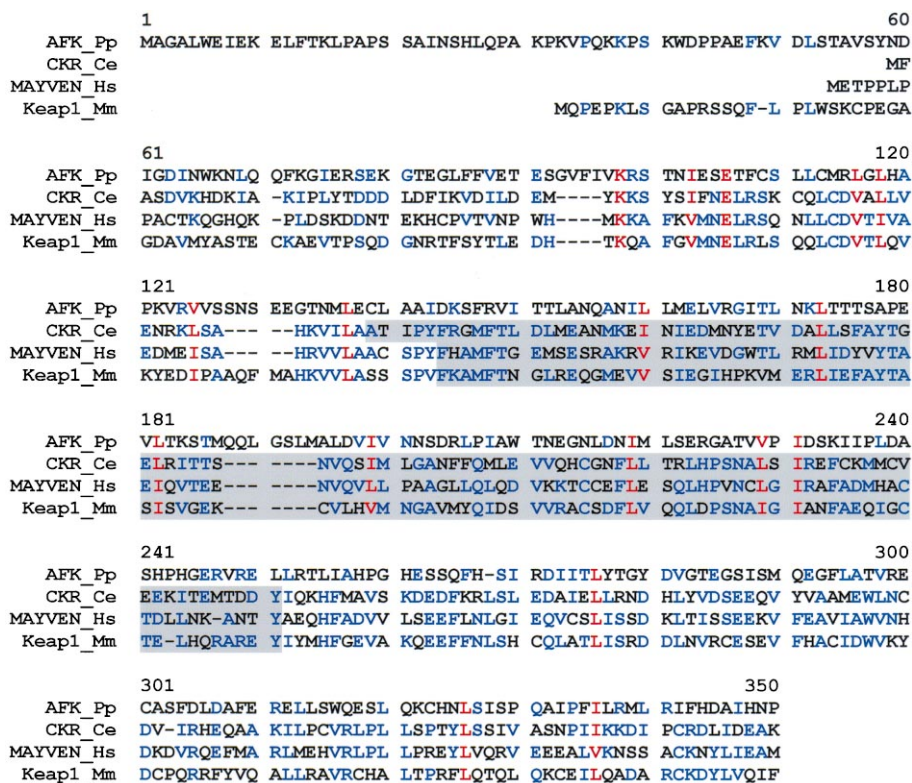 1 60
AFK_Pp MAGALWEIEK ELFTKLPAPS SAINSHLQPA KPKVPQKKPS KWDPPAEFKV DLSTAVSYND
CKR_Ce MF
MAYVEN_Hs METPPLP
Keap1_Mm MQPEPKLS GAPRSSQF-L PLWSKCPEGA
61 120
AFK_Pp IGDINWKNLQ QFKGIERSEK GTEGLFFVET ESGVFIVKRS TNIESETFCS LLCMRLGLHA
CKR_Ce ASDVKHDKIA -KIPLYTDDD LDFIKVDILD EM----YKKS YSIFNELRSK CQLCDVALLV
MAYVEN_Hs PACTKQGHQK -PLDSKDDNT EKHCPVTVNP WH----MKKA FKVMNELRSQ NLLCDVTIVA
Keap1_Mm GDAVMYASTE CKAEVTPSQD GNRTFSYTLE DH----TKQA FGVMNELRLS QQLCDVTLQV
121 180
AFK_Pp PKVRVVSSNS EEGTNMLECL AAIDKSFRVI TTLANQANIL LMELVRGITL NKLTTTSAPE
CKR_Ce ENRKLSA--- --HKVILAAT IPYFRGMFTL DLMEANMKEI NIEDMNYETV DALLSFAYTG
MAYVEN_Hs EDMEISA--- --HRVVLAAC SPYFHAMFTG EMSESRAKRV RIKEVDGWTL RMLIDYVYTA
Keap1_Mm KYEDIPAAQF MAHKVVLASS SPVFKAMFTN GLREQGMEVV SIEGIHPKVM ERLIEFAYTA
181 240
AFK_Pp VLTKSTMQQL GSLMALDVIV NNSDRLPIAW TNEGNLDNIM LSERGATVVP IDSKIIPLDA
CKR_Ce ELRITTS--- ----NVQSIM LGANFFQMLE VVQHCGNFLL TRLHPSNALS IREFCKMMCV
MAYVEN_Hs EIQVTEE--- ----NVQVLL PAAGLLQLQD VKKTCCEFLE SQLHPVNCLG IRAFADMHAC
Keap1_Mm SISVGEK--- ----CVLHVM NGAVMYQIDS VVRACSDFLV QQLDPSNAIG IANFAEQIGC
241 300
AFK_Pp SHPHGERVRE LLRTLIAHPG HESSQFH-SI RDIITLYTGY DVGTEGSISM QEGFLATVRE
CKR_Ce EEKITEMTDD YIQKHFMAVS KDEDFKRLSL EDAIELLRND HLYVDSEEQV YVAAMEWLNC
MAYVEN_Hs TDLLNK-ANT YAEQHFADVV LSEEFLNLGI EQVCSLISSD KLTISSEEKV FEAVIAWVNH
Keap1_Mm TE-LHQRARE YIYMHFGEVA KQEEFFNLSH CQLATLISRD DLNVRCESEV FHACIDWVKY
301 350
AFK_Pp CASFDLDAFE RELLSWQESL QKCHNLSISP QAIPFILRML RIFHDAIHNP
CKR_Ce DV-IRHEQAA KILPCVRLPL LSPTYLSSIV ASNPIIKKDI PCRDLIDEAK
MAYVEN_Hs DKDVRQEFMA RLMEHVRLPL LPREYLVQRV EEEALVKNSS ACKNYLIEAM
Keap1_Mm DCPQRRFYVQ ALLRAVRCHA LTPRFLQTQL QKCEILQADA RCKDYLVQIF